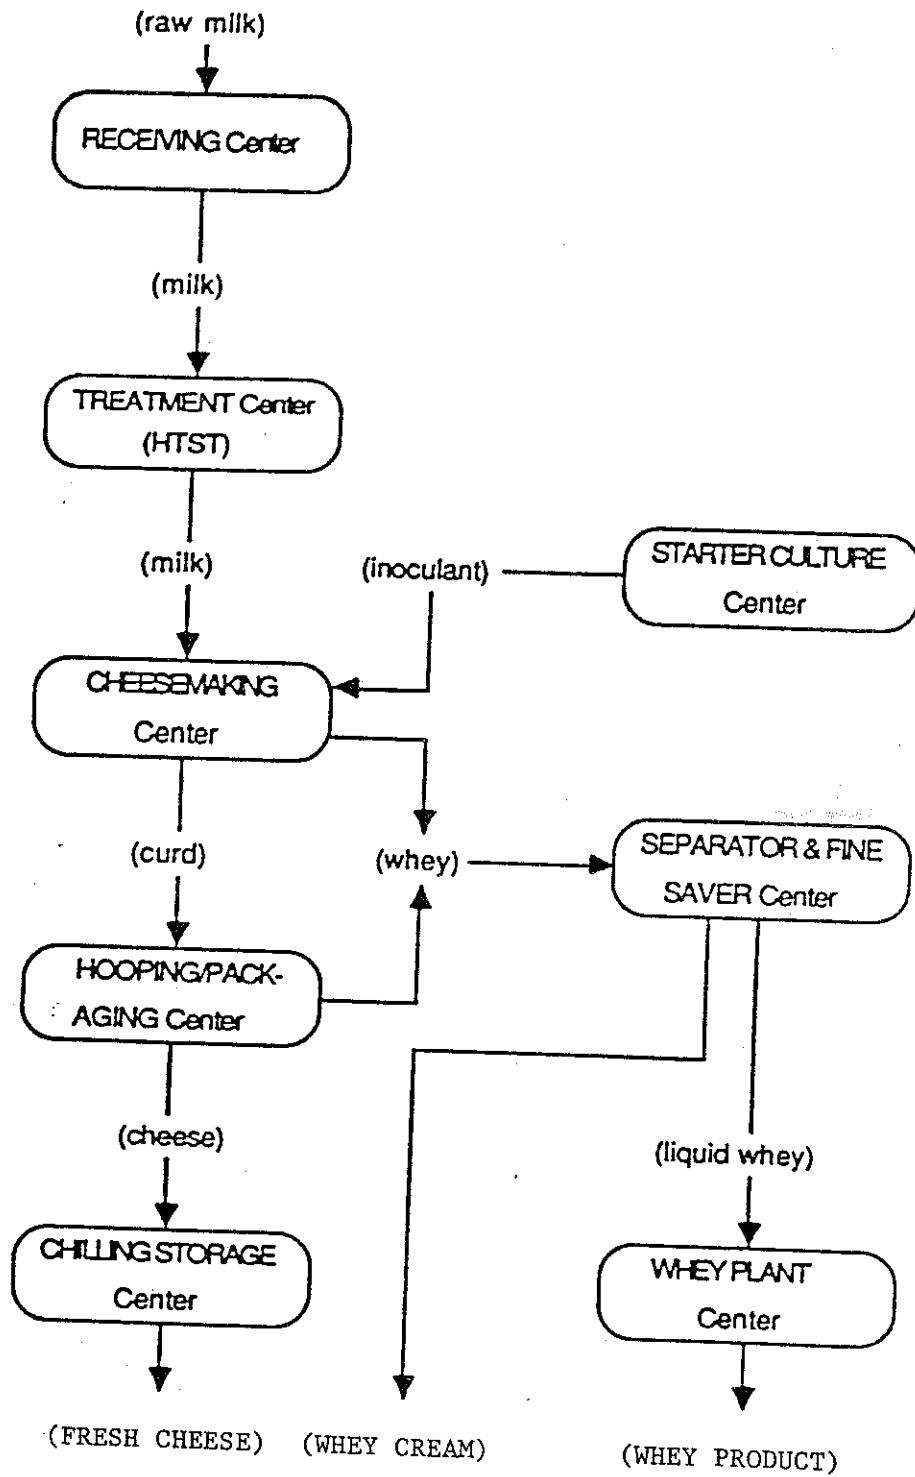 (raw milk)
RECEIVING Center
(milk)
TREATMENT Center
(HTST)
(milk)
(inoculant)
STARTER CULTURE
Center
CHEESEMAKING
Center
(curd)
(whey)
SEPARATOR & FINE
SAVER Center
HOOPING/PACK-
AGING Center
(cheese)
(liquid whey)
CHILLING STORAGE
Center
WHEY PLANT
Center
(FRESH CHEESE)
(WHEY CREAM)
(WHEY PRODUCT)